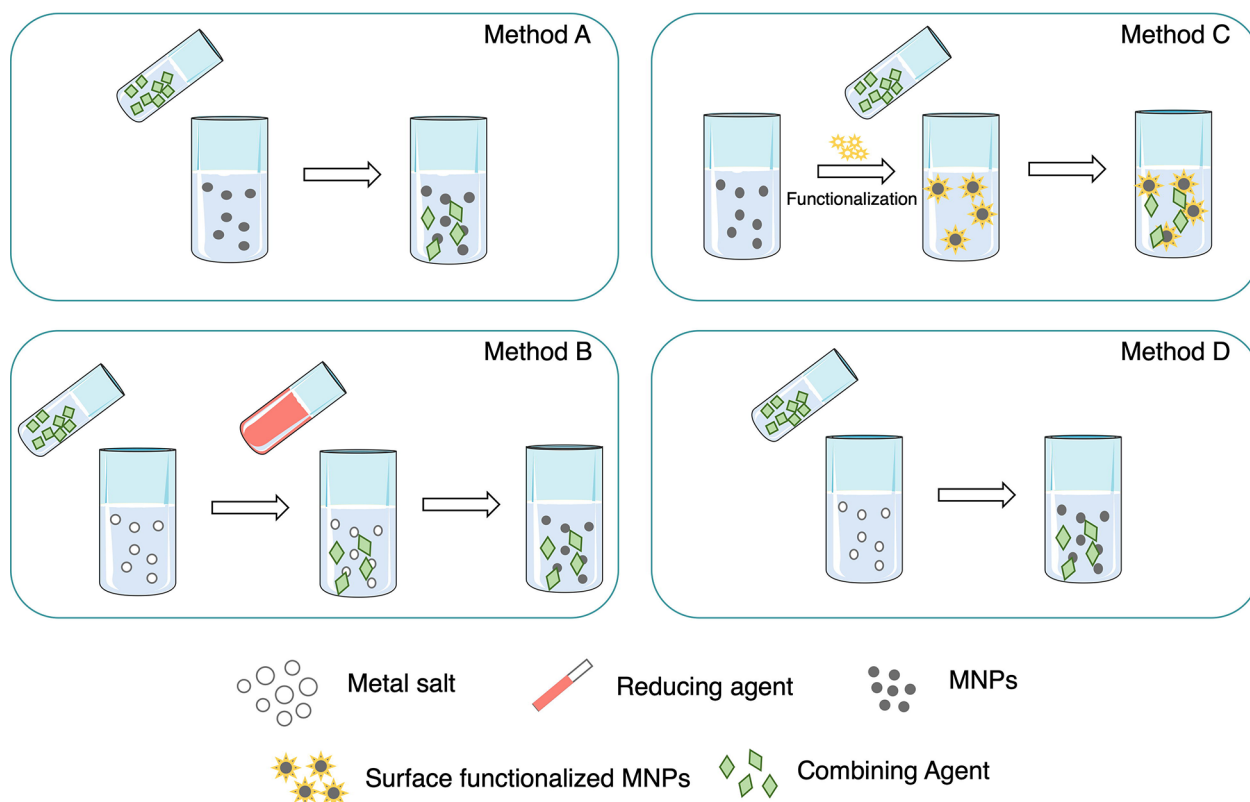 Method A
Method C
Functionalization
Method B
Method D
Metal salt
Reducing agent
MNPs
Surface functionalized MNPs
Combining Agent